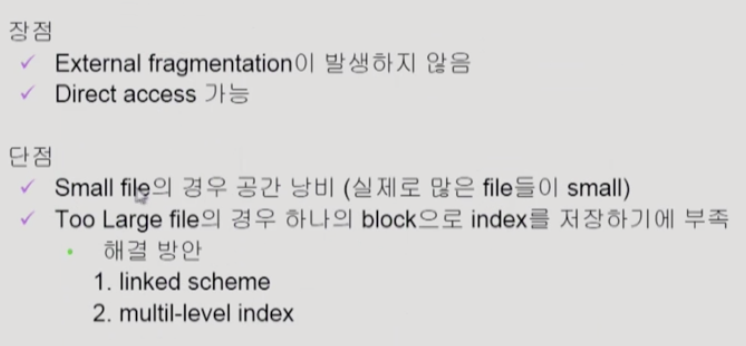 장점
✓ External fragmentation이 발생하지 않음
✓ Direct access 가능
단점
✓ Small file의 경우 공간 낭비 (실제로 많은 file들이 small)
✓ Too Large file의 경우 하나의 block으로 index를 저장하기에 부족
• 해결 방안
1. linked scheme
2. multil-level index